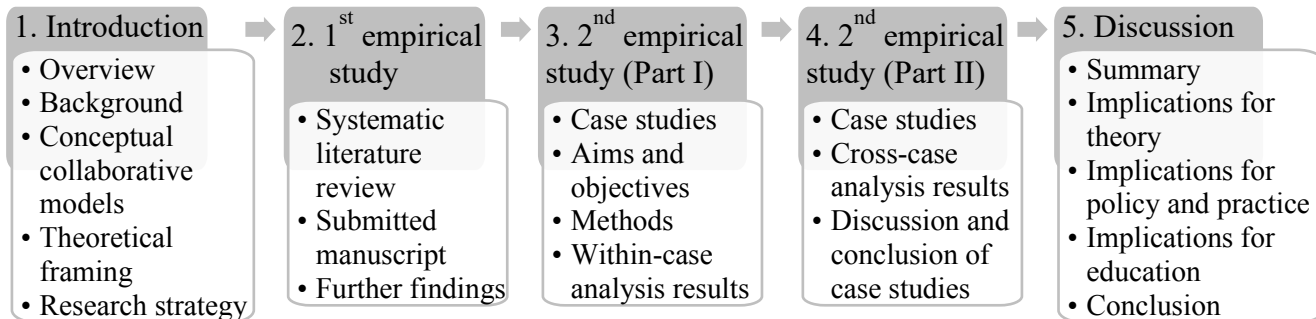 1. Introduction
• Overview
• Background
• Conceptual
collaborative
models
• Theoretical
framing
• Research strategy
2. 1st empirical
study
• Systematic
literature
review
• Submitted
manuscript
• Further findings
3. 2nd empirical
study (Part I)
• Case studies
• Aims and
objectives
• Methods
• Within-case
analysis results
4. 2nd empirical
study (Part II)
• Case studies
• Cross-case
analysis results
• Discussion and
conclusion of
case studies
5. Discussion
• Summary
• Implications for
theory
• Implications for
policy and practice
• Implications for
education
• Conclusion